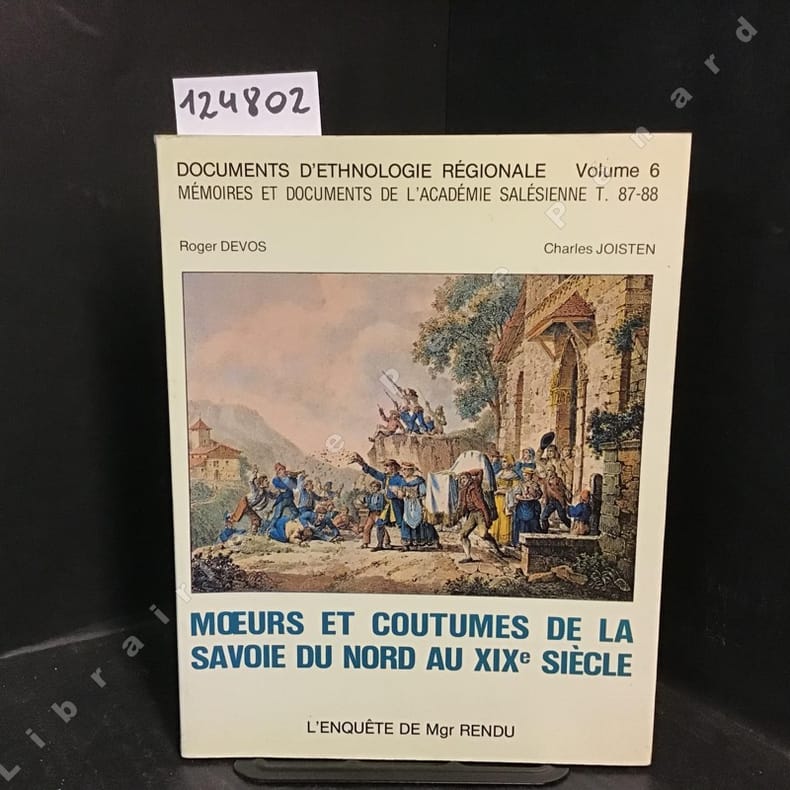 124802
DOCUMENTS D'ETHNOLOGIE RÉGIONALE Volume 6
MÉMOIRES ET DOCUMENTS DE L'ACADÉMIE SALÉSIENNE T. 87-88
Roger DEVOS Charles JOISTEN
MŒURS ET COUTUMES DE LA
SAVOIE DU NORD AU XIXe SIÈCLE
L'ENQUÊTE DE Mgr RENDU